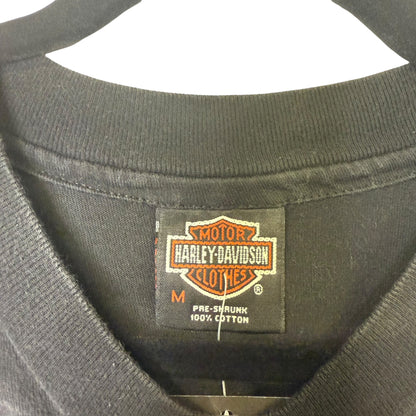 MOTOR
HARLEY-DAVIDSON
CLOTHES
M ®
PRE-SHRUNK
100% COTTON